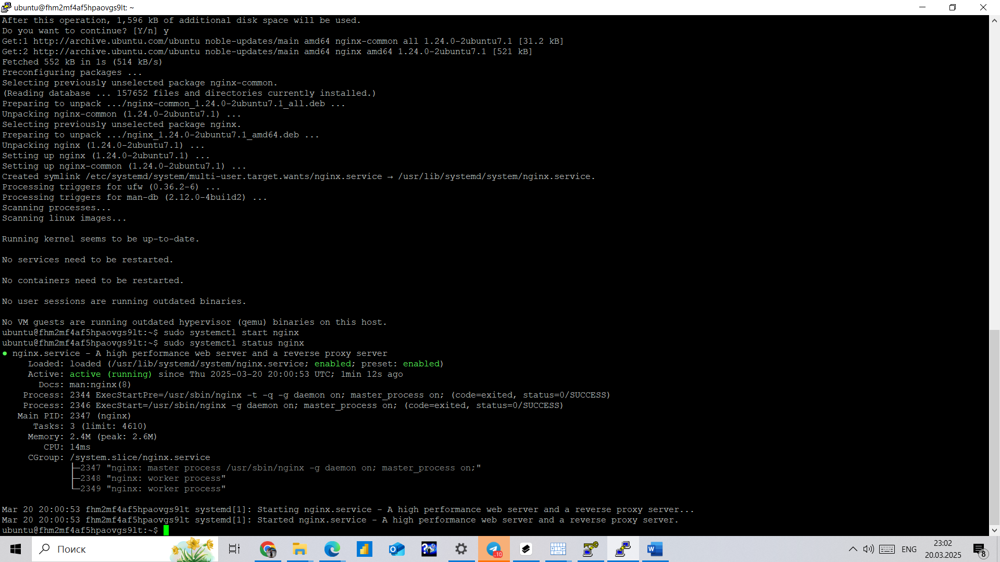 ubuntu@fhm2mf4af5hpaovgs9lt: ~
After this operation, 1,596 kB of additional disk space will be used.
Do you want to continue? [Y/n] y
Get:1 http://archive.ubuntu.com/ubuntu noble-updates/main amd64 nginx-common all 1.24.0-2ubuntu7.1 [31.2 kB]
Get:2 http://archive.ubuntu.com/ubuntu noble-updates/main amd64 nginx amd64 1.24.0-2ubuntu7.1 [521 kB]
Fetched 552 kB in 1s (514 kB/s)
Preconfiguring packages ...
Selecting previously unselected package nginx-common.
(Reading database ... 157652 files and directories currently installed.)
Preparing to unpack .../nginx-common_1.24.0-2ubuntu7.1_all.deb ...
Unpacking nginx-common (1.24.0-2ubuntu7.1) ...
Selecting previously unselected package nginx.
Preparing to unpack .../nginx_1.24.0-2ubuntu7.1_amd64.deb ...
Unpacking nginx (1.24.0-2ubuntu7.1) ...
Setting up nginx (1.24.0-2ubuntu7.1) ...
Setting up nginx-common (1.24.0-2ubuntu7.1) ...
Created symlink /etc/systemd/system/multi-user.target.wants/nginx.service → /usr/lib/systemd/system/nginx.service.
Processing triggers for ufw (0.36.2-6) ...
Processing triggers for man-db (2.12.0-4build2) ...
Scanning processes...
Scanning linux images...
Running kernel seems to be up-to-date.
No services need to be restarted.
No containers need to be restarted.
No user sessions are running outdated binaries.
No VM guests are running outdated hypervisor (qemu) binaries on this host.
ubuntu@fhm2mf4af5hpaovgs9lt:~$ sudo systemctl start nginx
ubuntu@fhm2mf4af5hpaovgs9lt:~$ sudo systemctl status nginx
● nginx.service - A high performance web server and a reverse proxy server
Loaded: loaded (/usr/lib/systemd/system/nginx.service; enabled; preset: enabled)
Active: active (running) since Thu 2025-03-20 20:00:53 UTC; 1min 12s ago
Docs: man:nginx(8)
Process: 2344 ExecStartPre=/usr/sbin/nginx -t -q -g daemon on; master_process on; (code=exited, status=0/SUCCESS)
Process: 2346 ExecStart=/usr/sbin/nginx -g daemon on; master_process on; (code=exited, status=0/SUCCESS)
Main PID: 2347 (nginx)
Tasks: 3 (limit: 4610)
Memory: 2.4M (peak: 2.6M)
CPU: 14ms
CGroup: /system.slice/nginx.service
├─2347 "nginx: master process /usr/sbin/nginx -g daemon on; master_process on;"
├─2348 "nginx: worker process"
└─2349 "nginx: worker process"
Mar 20 20:00:53 fhm2mf4af5hpaovgs9lt systemd[1]: Starting nginx.service - A high performance web server and a reverse proxy server...
Mar 20 20:00:53 fhm2mf4af5hpaovgs9lt systemd[1]: Started nginx.service - A high performance web server and a reverse proxy server.
ubuntu@fhm2mf4af5hpaovgs9lt:~$
Поиск
..10
ENG
23:02
20.03.2025
8